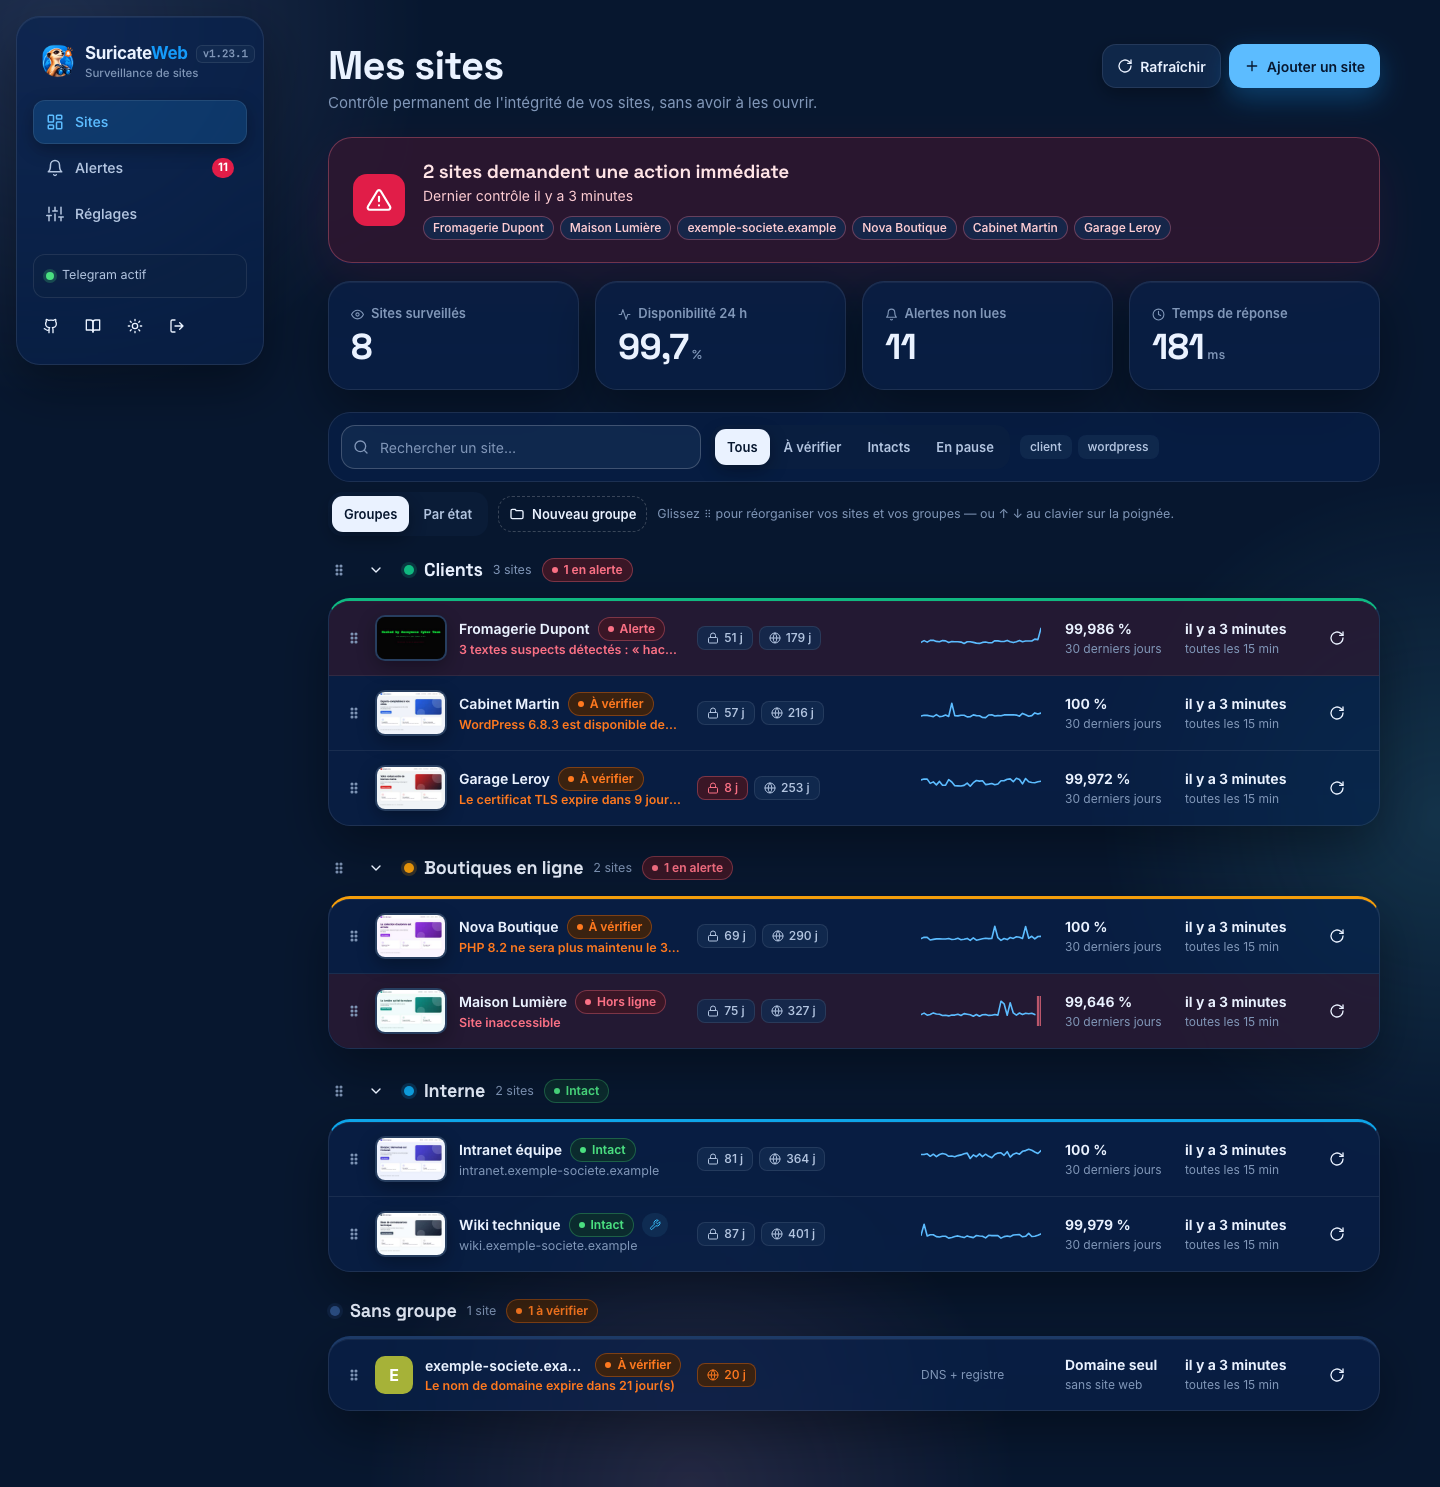 SuricateWeb v1.23.1
Surveillance de sites
Sites
Alertes 11
Réglages
Telegram actif
Mes sites
Contrôle permanent de l'intégrité de vos sites, sans avoir à les ouvrir.
Rafraîchir
Ajouter un site
2 sites demandent une action immédiate
Dernier contrôle il y a 3 minutes
Fromagerie Dupont Maison Lumière exemple-societe.example Nova Boutique Cabinet Martin Garage Leroy
Sites surveillés
8
Disponibilité 24 h
99,7 %
Alertes non lues
11
Temps de réponse
181 ms
Rechercher un site...
Tous À vérifier Intacts En pause client wordpress
Groupes Par état Nouveau groupe Glissez ⠿ pour réorganiser vos sites et vos groupes — ou ↑ ↓ au clavier sur la poignée.
Clients 3 sites 1 en alerte
Fromagerie Dupont Alerte
3 textes suspects détectés : « hac...
51 j 179 j
99,986 %
30 derniers jours
il y a 3 minutes
toutes les 15 min
Cabinet Martin À vérifier
WordPress 6.8.3 est disponible de...
57 j 216 j
100 %
30 derniers jours
il y a 3 minutes
toutes les 15 min
Garage Leroy À vérifier
Le certificat TLS expire dans 9 jour...
8 j 253 j
99,972 %
30 derniers jours
il y a 3 minutes
toutes les 15 min
Boutiques en ligne 2 sites 1 en alerte
Nova Boutique À vérifier
PHP 8.2 ne sera plus maintenu le 3...
69 j 290 j
100 %
30 derniers jours
il y a 3 minutes
toutes les 15 min
Maison Lumière Hors ligne
Site inaccessible
75 j 327 j
99,646 %
30 derniers jours
il y a 3 minutes
toutes les 15 min
Interne 2 sites Intact
Intranet équipe Intact
intranet.exemple-societe.example
81 j 364 j
100 %
30 derniers jours
il y a 3 minutes
toutes les 15 min
Wiki technique Intact
wiki.exemple-societe.example
87 j 401 j
99,979 %
30 derniers jours
il y a 3 minutes
toutes les 15 min
Sans groupe 1 site 1 à vérifier
E
exemple-societe.exa... À vérifier
Le nom de domaine expire dans 21 jour(s)
20 j
DNS + registre
Domaine seul
sans site web
il y a 3 minutes
toutes les 15 min